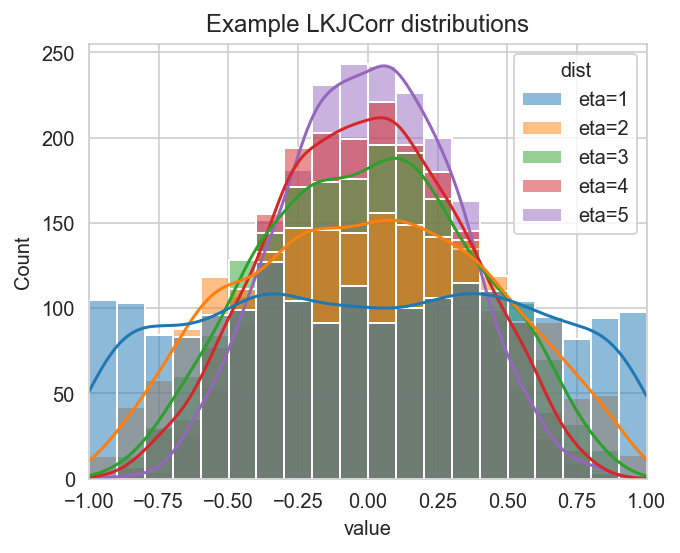 Example LKJCorr distributions
250
200
150
100
50
0
Count
dist
eta=1
eta=2
eta=3
eta=4
eta=5
−1.00 −0.75 −0.50 −0.25 0.00 0.25 0.50 0.75 1.00
value